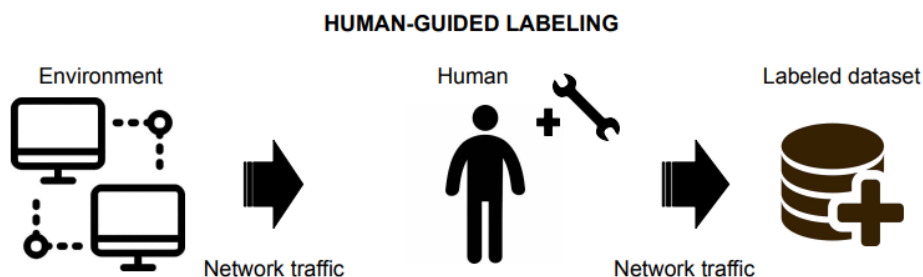 HUMAN-GUIDED LABELING
Environment
Human
Labeled dataset
Network traffic
Network traffic